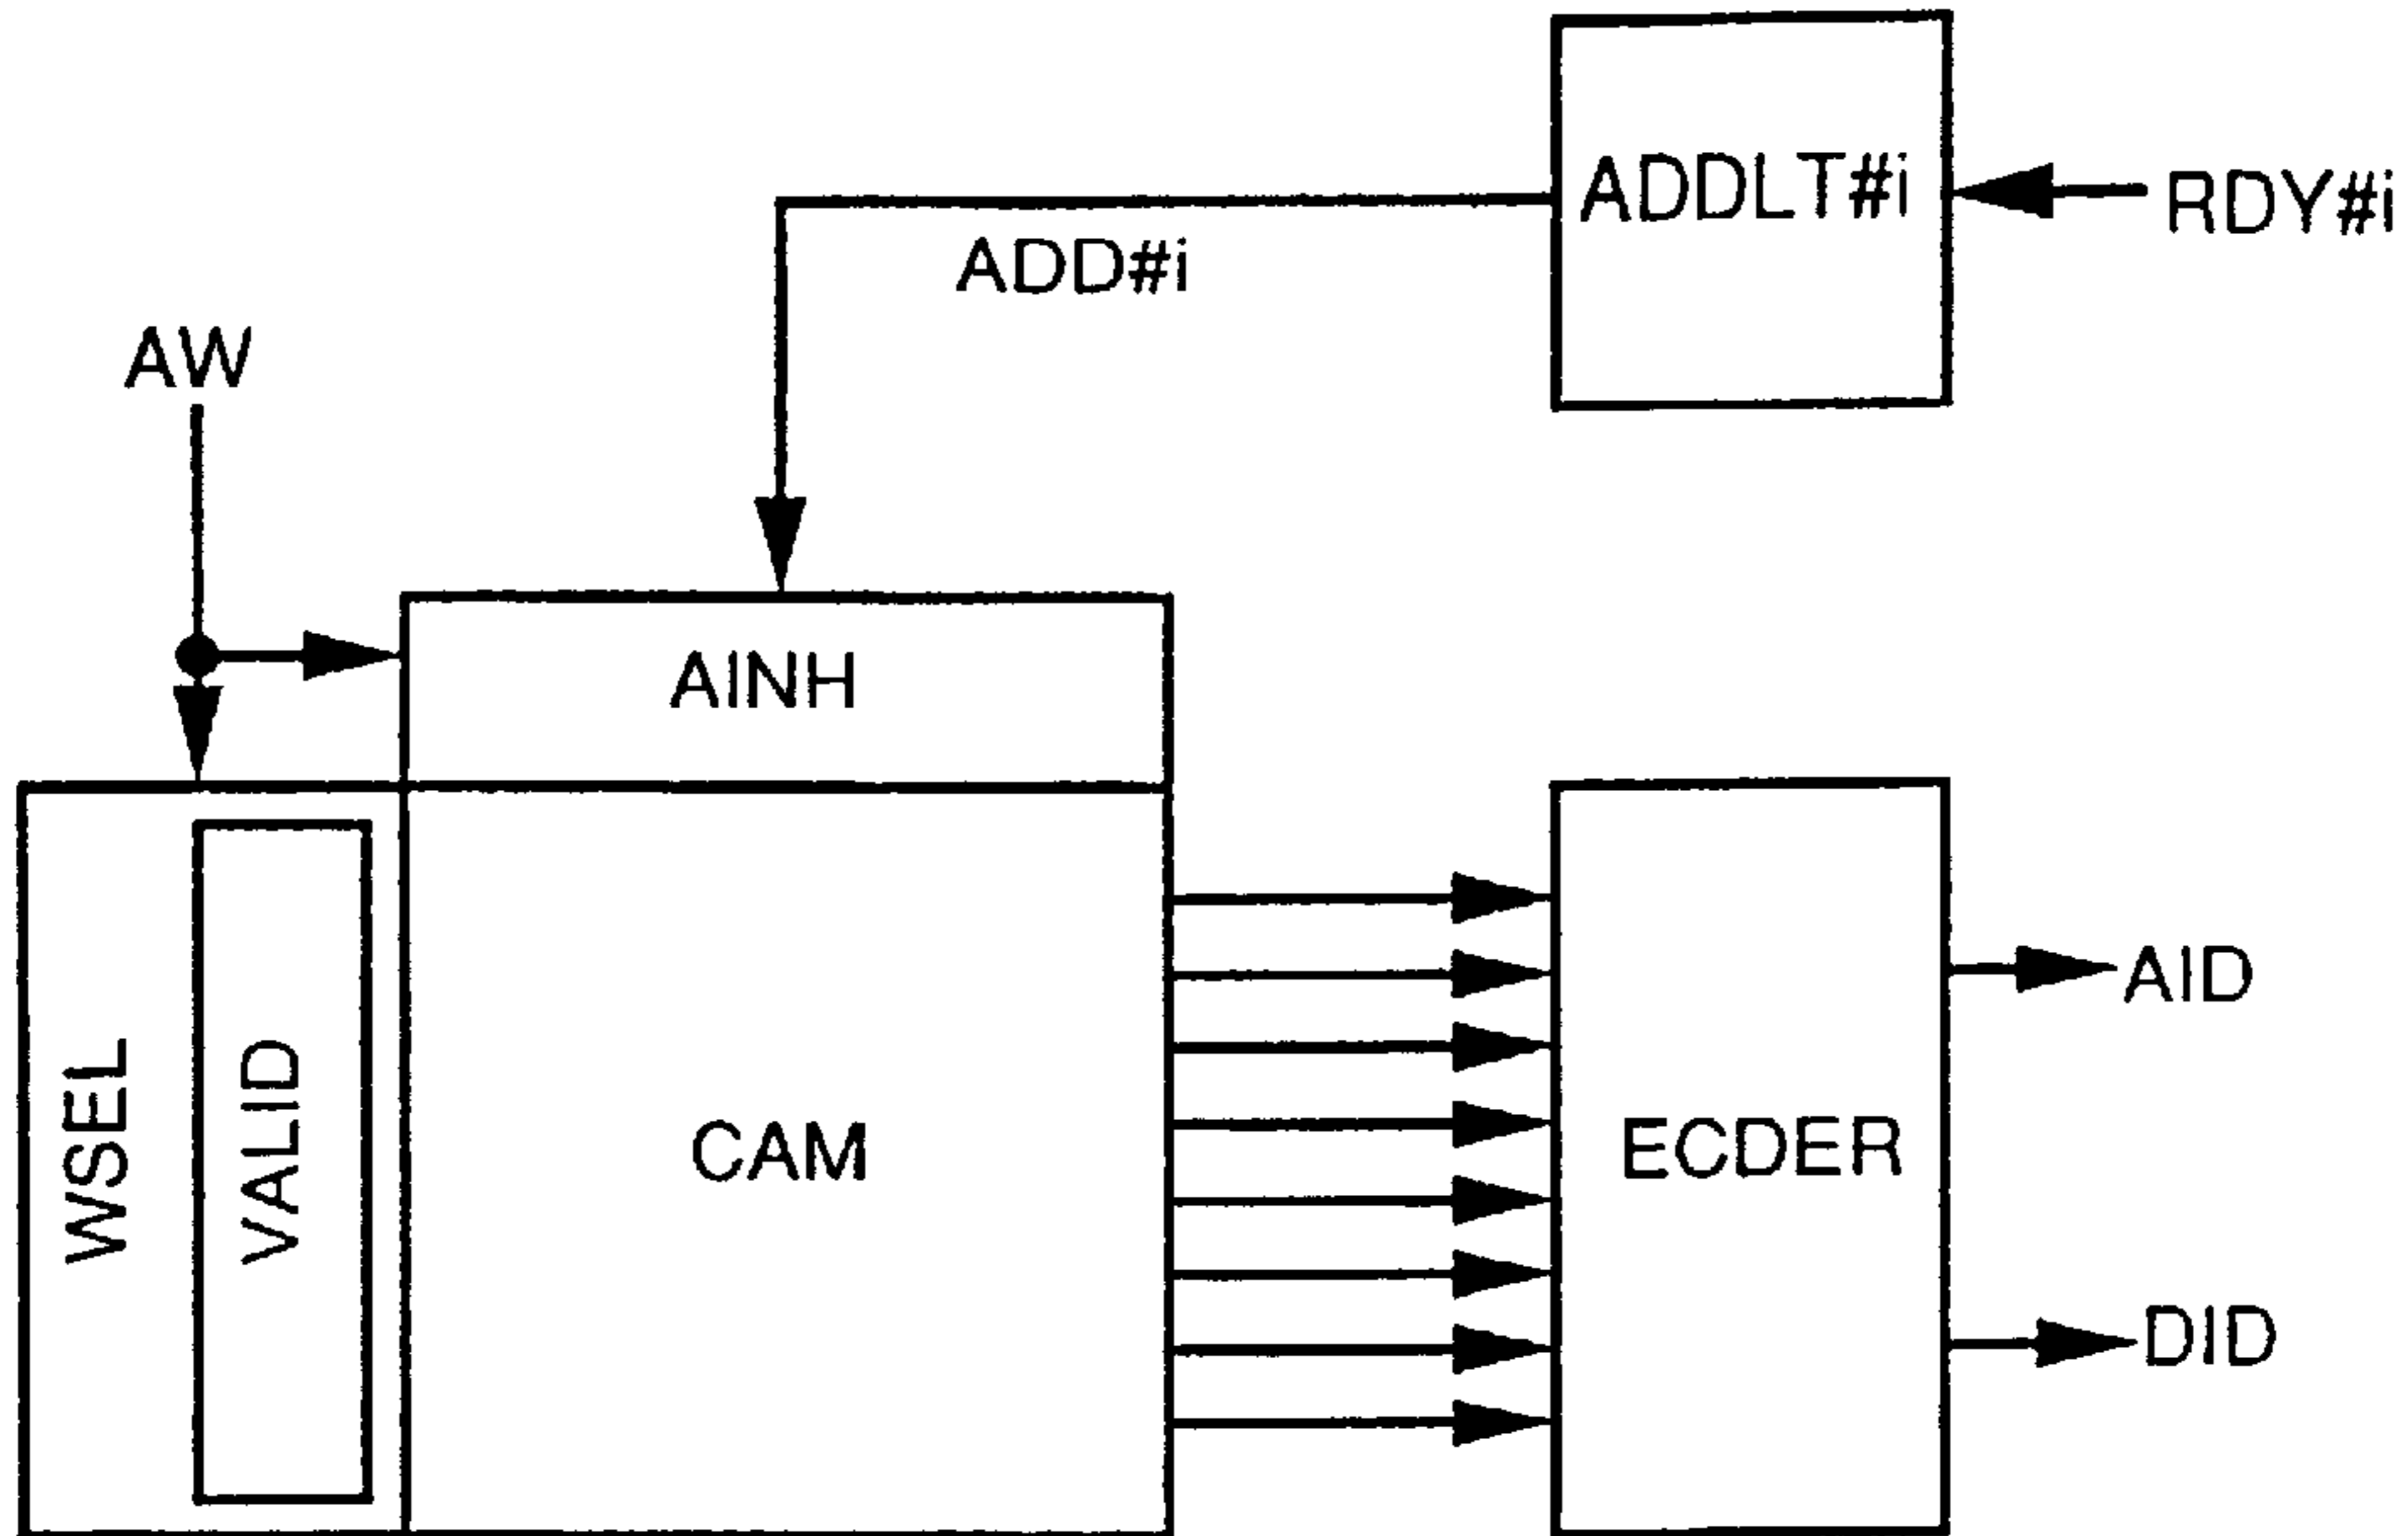 ADDLT#i
RDY#i
ADD#i
AW
AINH
WSEL
VALID
CAM
ECDER
AID
DID